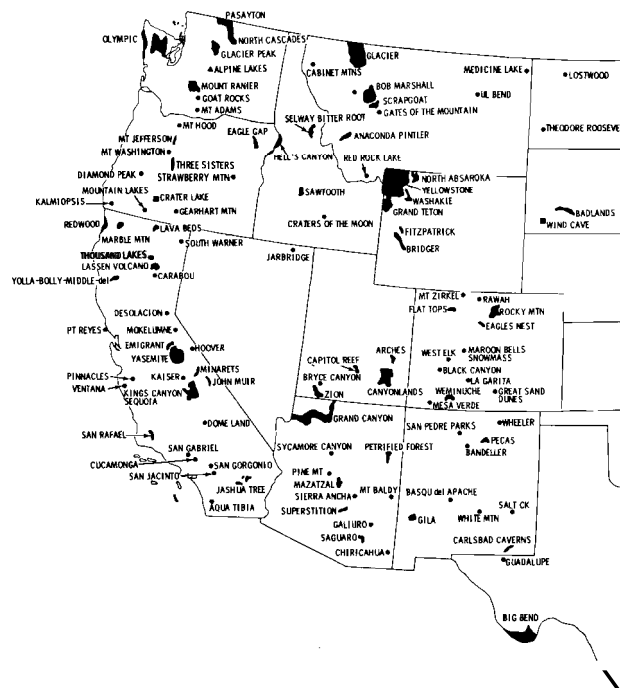 PASAYTON
OLYMPIC
NORTH CASCADES
GLACIER PEAK
ALPINE LAKES
MOUNT RANIER
GOAT ROCKS
MT ADAMS
GLACIER
CABINET MTNS
MEDICINE LAKE
LOSTWOOD
BOB MARSHALL
UL BEND
SCRAPGOAT
GATES OF THE MOUNTAIN
SELWAY BITTER ROOT
ANACONDA PINTLER
THEODORE ROOSEVE
MT HOOD
MT JEFFERSON
EAGLE GAP
MT WASHINGTON
HELL'S CANYON
RED ROCK LAKE
THREE SISTERS
DIAMOND PEAK
STRAWBERRY MTN
NORTH ABSAROKA
YELLOWSTONE
MOUNTAIN LAKES
SAWFOOTH
WASHAKIE
CRATER LAKE
KALMIOPSIS
GRAND TETON
GEARHART MTN
CRATERS OF THE MOON
BADLANDS
WIND CAVE
REDWOOD
LAVA BEDS
MARBLE MTN
SOUTH WARNER
FITZPATRICK
JARBRIDGE
BRIDGER
THOUSAND LAKES
LASSEN VOLCANO
CARABOU
YOLLA-BOLLY-MIDDLE-del
MT ZIRKEL
RAWAH
FLAT TOPS
ROCKY MTN
DESOLACION
EAGLES NEST
PT REYES
MOKELUMNE
EMIGRANT
HOOVER
YASEMITE
ARCHES
WEST ELK
MAROON BELLS
SNOWMASS
CAPITOL REEF
MINARETS
BLACK CANYON
PINNACLES
KAISER
BRYCE CANYON
LA GARITA
JOHN MUIR
CANYONLANDS
VENTANA
KINGS CANYON
ZION
WEMINUCHE
GREAT SAND
DUNES
SEQUOIA
MESA VERDE
GRAND CANYON
DOME LAND
SAN PEDRE PARKS
WHEELER
SAN RAFAEL
PECAS
SAN GABRIEL
SYCAMORE CANYON
PETRIFIED FOREST
BANDELLER
CUCAMONGA
SAN GORGONIO
SAN JACINTO
PINE MT
MAZATZAL
JASHUA TREE
SIERRA ANCHA
MT BALDY
BASQU del APACHE
AQUA TIBIA
SUPERSTITION
SALT CK
GILA
WHITE MTN
GALIURO
SAGUARO
CARLSBAD CAVERNS
CHIRICAHUA
GUADALUPE
BIG BEND